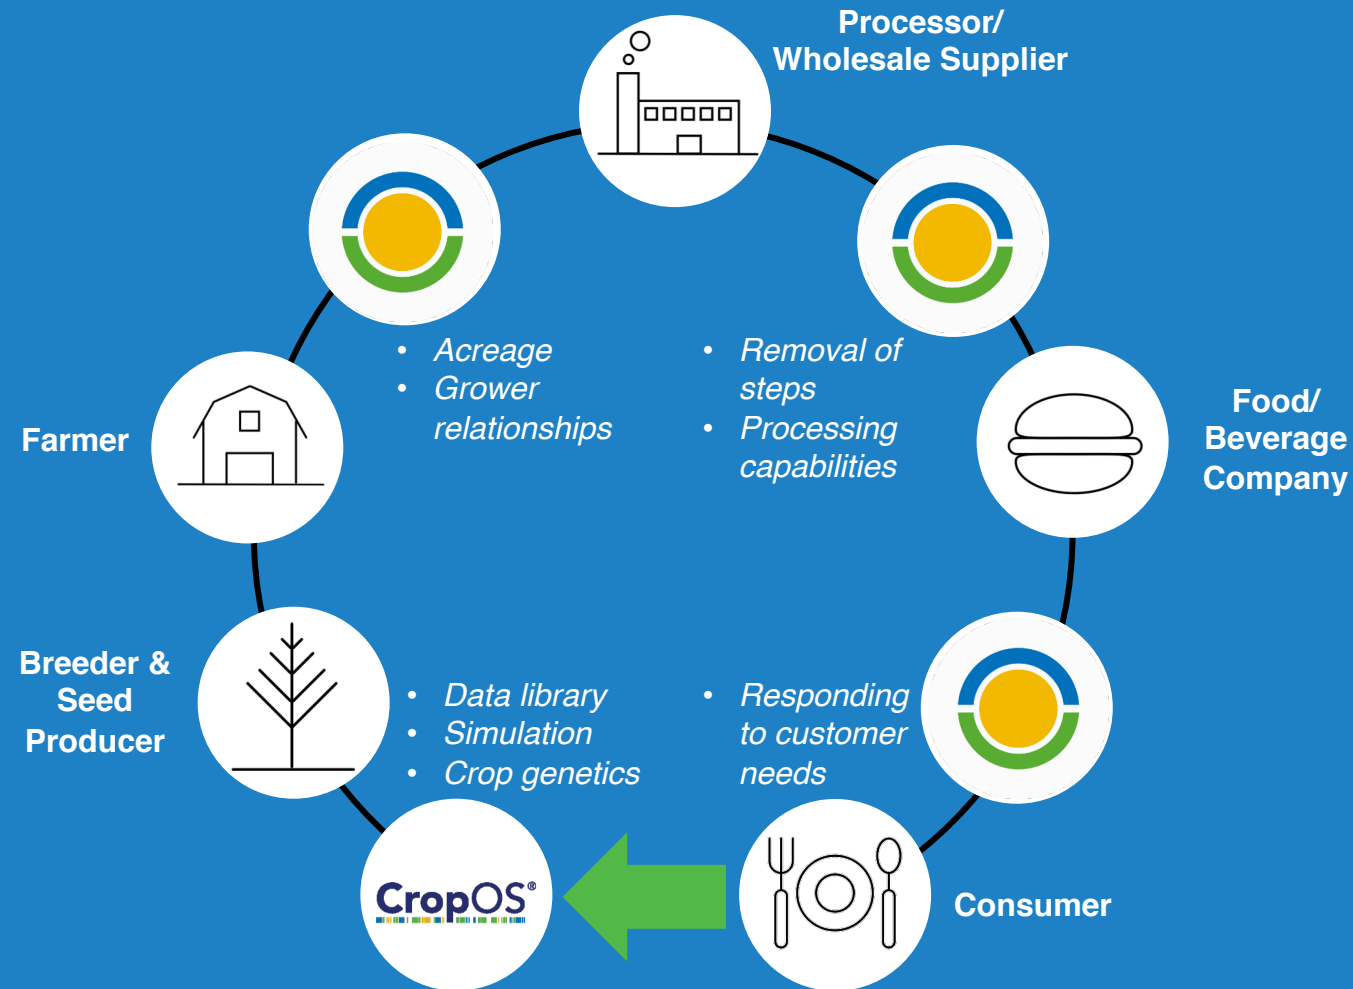 Processor/
Wholesale Supplier
• Acreage
• Grower
relationships
• Removal of
steps
• Processing
capabilities
Farmer
Food/
Beverage
Company
Breeder &
Seed
Producer
• Data library
• Simulation
• Crop genetics
• Responding
to customer
needs
CropOS®
Consumer